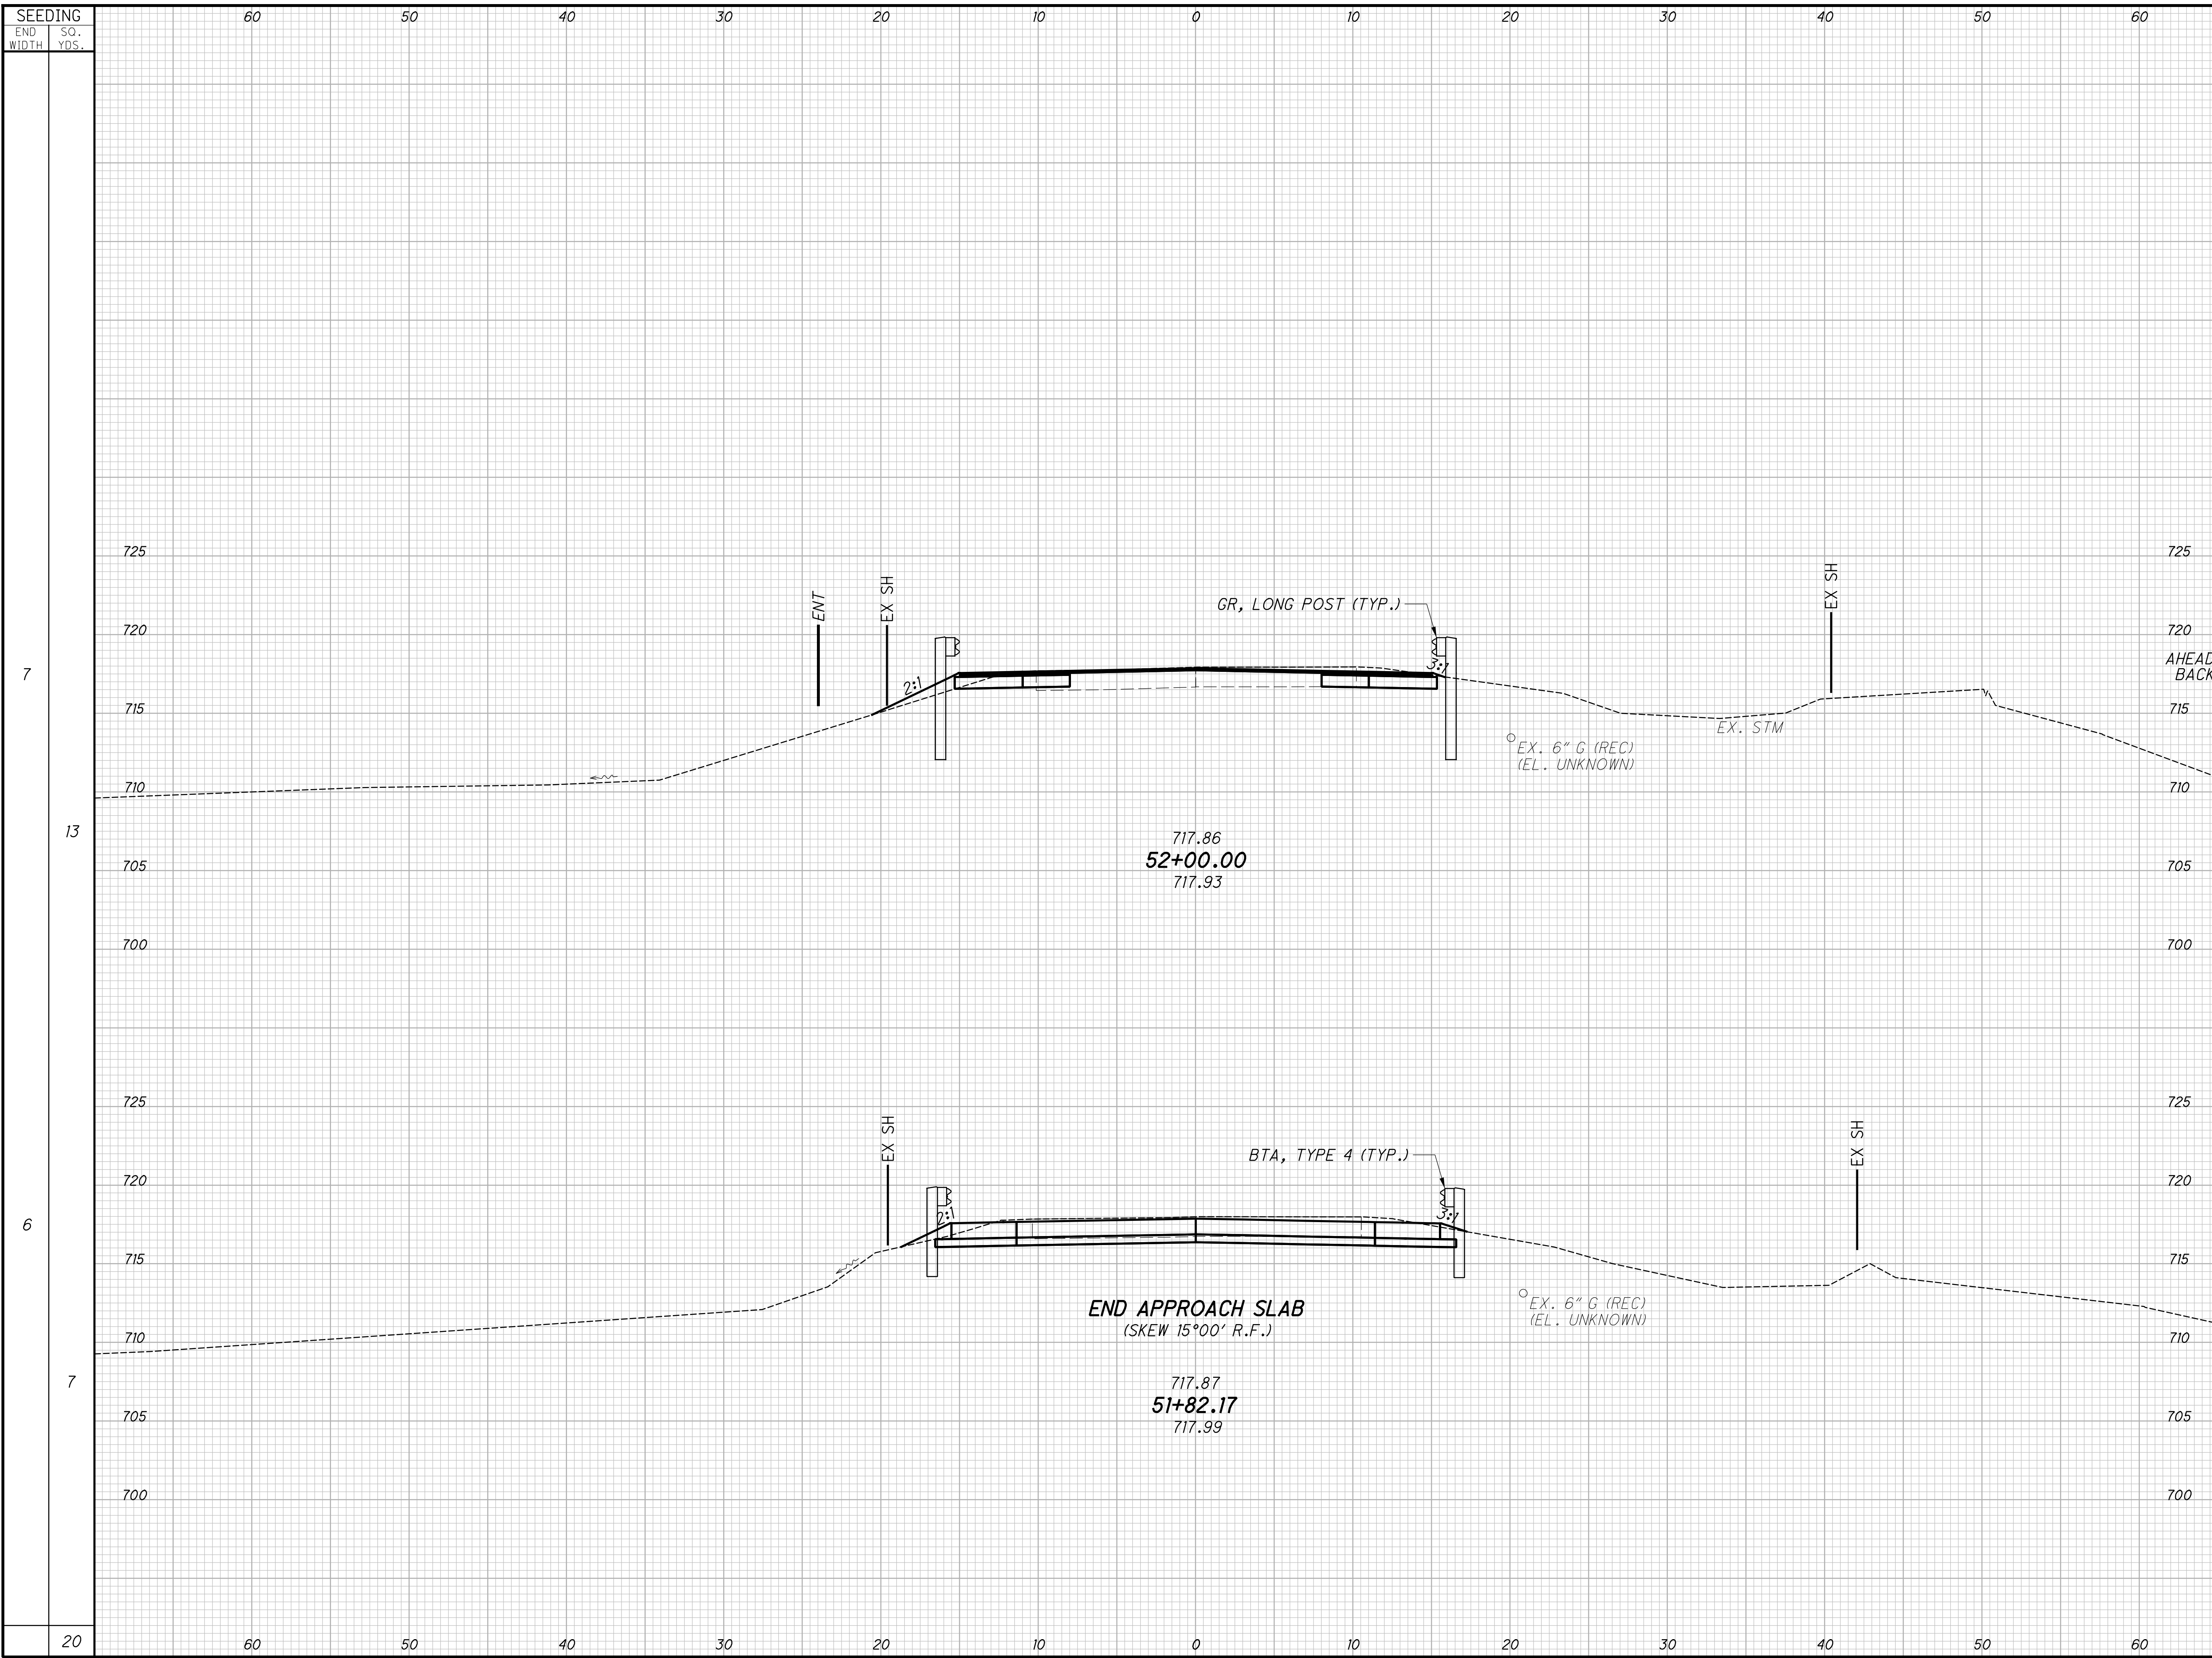 SEEDING
END WIDTH SQ. YDS.
60 50 40 30 20 10 0 10 20 30 40 50 60
725 725
ENT
EX SH
GR, LONG POST (TYP.)
EX SH
720 720
AHEAD
BACK
7
2:1
3:1
715 715
EX. STM
EX. 6" G (REC)
(EL. UNKNOWN)
710 710
13
717.86
52+00.00
717.93
705 705
700 700
725 725
EX SH
BTA, TYPE 4 (TYP.)
EX SH
720 720
6
2:1
3:1
715 715
EX. 6" G (REC)
(EL. UNKNOWN)
END APPROACH SLAB
(SKEW 15°00' R.F.)
710 710
7
717.87
51+82.17
717.99
705 705
700 700
20
60 50 40 30 20 10 0 10 20 30 40 50 60